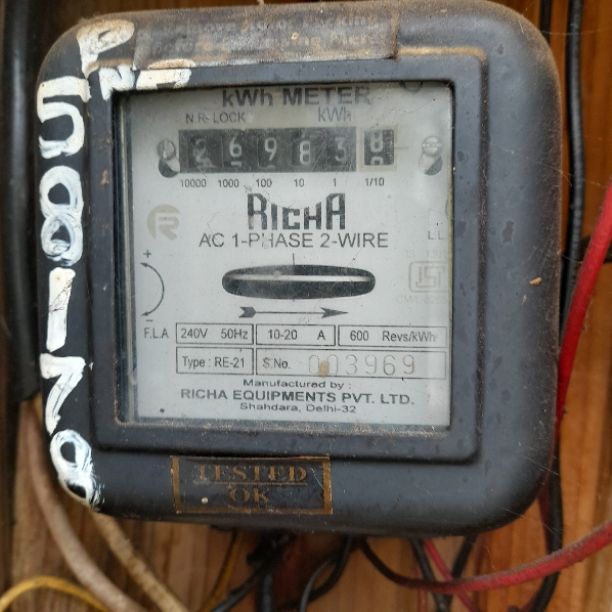 kWh METER
N.R. LOCK kWh
2 6 9 8 3 8
10000 1000 100 10 1 1/10
RICHA
AC 1-PHASE 2-WIRE
+
-
F.L.A
240V 50Hz 10-20 A 600 Revs/kWh
Type : RE-21 S.No. 003969
Manufactured by :
RICHA EQUIPMENTS PVT. LTD.
Shahdara, Delhi-32
TESTED
OK